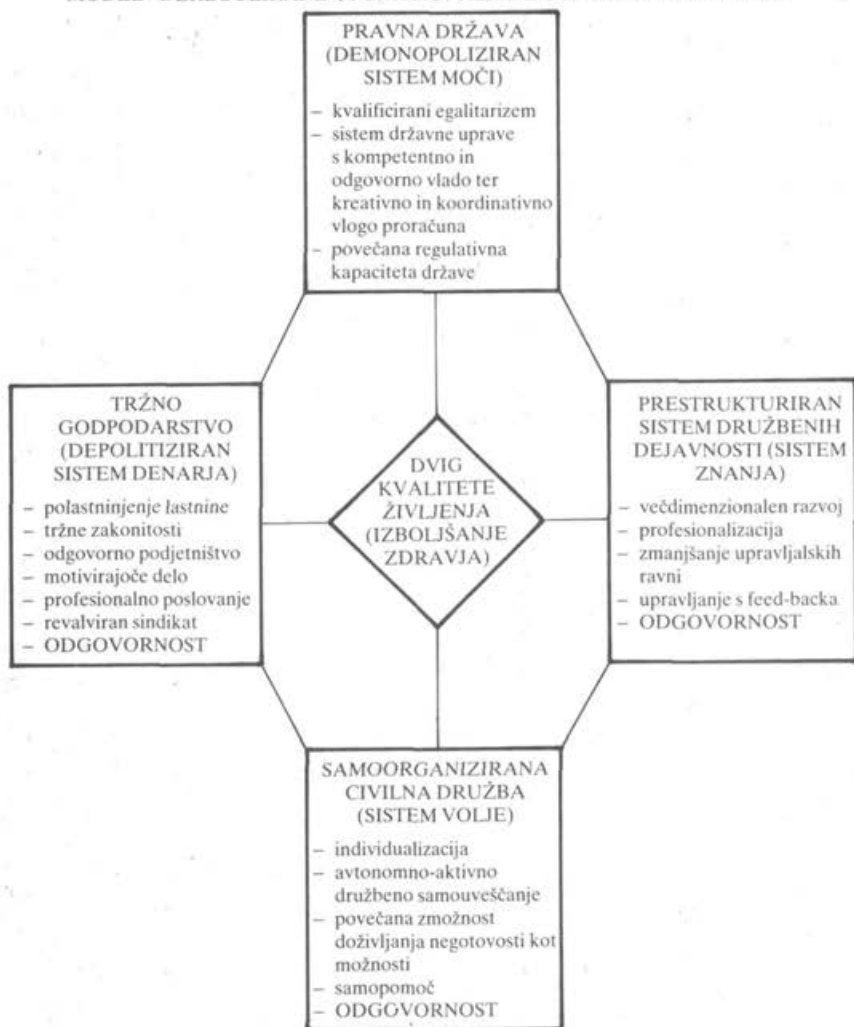 PRAVNA DRŽAVA
(DEMONOPOLIZIRAN
SISTEM MOČI)
– kvalificirani egalitarizem
– sistem državne uprave
s kompetentno in
odgovorno vlado ter
kreativno in koordinativno
vlogo proračuna
– povečana regulativna
kapaciteta države
TRŽNO
GODPODARSTVO
(DEPOLITIZIRAN
SISTEM DENARJA)
– polastninjenje lastnine
– tržne zakonitosti
– odgovorno podjetništvo
– motivirajoče delo
– profesionalno poslovanje
– revalviran sindikat
– ODGOVORNOST
DVIG
KVALITETE
ŽIVLJENJA
(IZBOLJŠANJE
ZDRAVJA)
PRESTRUKTURIRAN
SISTEM DRUŽBENIH
DEJAVNOSTI (SISTEM
ZNANJA)
– večdimenzionalen razvoj
– profesionalizacija
– zmanjšanje upravljalskih
ravni
– upravljanje s feed-backa
– ODGOVORNOST
SAMOORGANIZIRANA
CIVILNA DRUŽBA
(SISTEM VOLJE)
– individualizacija
– avtonomno-aktivno
družbeno samouveščanje
– povečana zmožnost
doživljanja negotovosti kot
možnosti
– samopomoč
– ODGOVORNOST